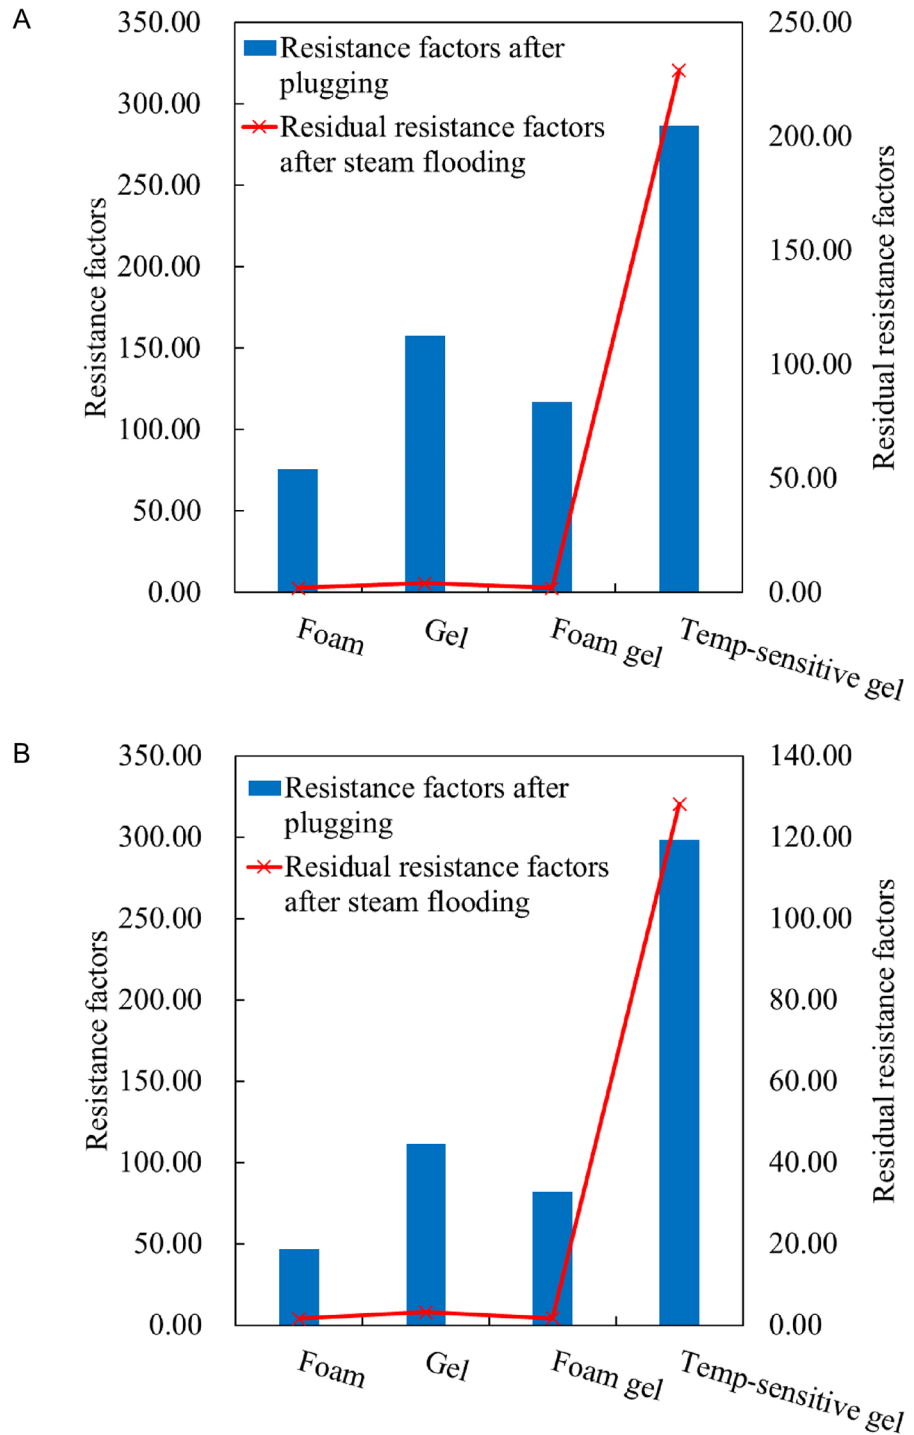 A
350.00
300.00
250.00
200.00
150.00
100.00
50.00
0.00
Resistance factors
Resistance factors after
plugging
Residual resistance factors
after steam flooding
250.00
200.00
150.00
100.00
50.00
0.00
Residual resistance factors
Foam
Gel
Foam gel
Temp-sensitive gel
B
350.00
300.00
250.00
200.00
150.00
100.00
50.00
0.00
Resistance factors
Resistance factors after
plugging
Residual resistance factors
after steam flooding
140.00
120.00
100.00
80.00
60.00
40.00
20.00
0.00
Residual resistance factors
Foam
Gel
Foam gel
Temp-sensitive gel